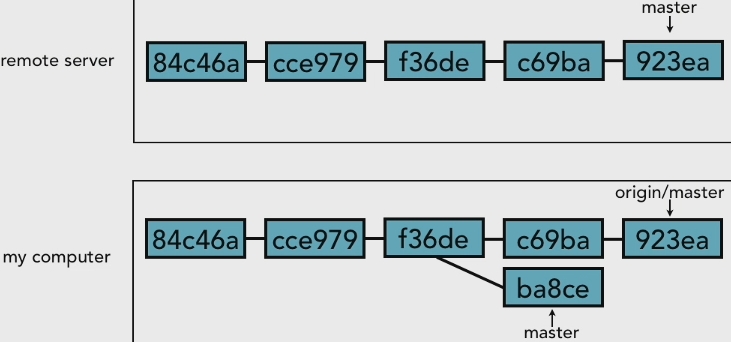 master
remote server
84c46a
cce979
f36de
c69ba
923ea
origin/master
my computer
84c46a
cce979
f36de
c69ba
923ea
ba8ce
master